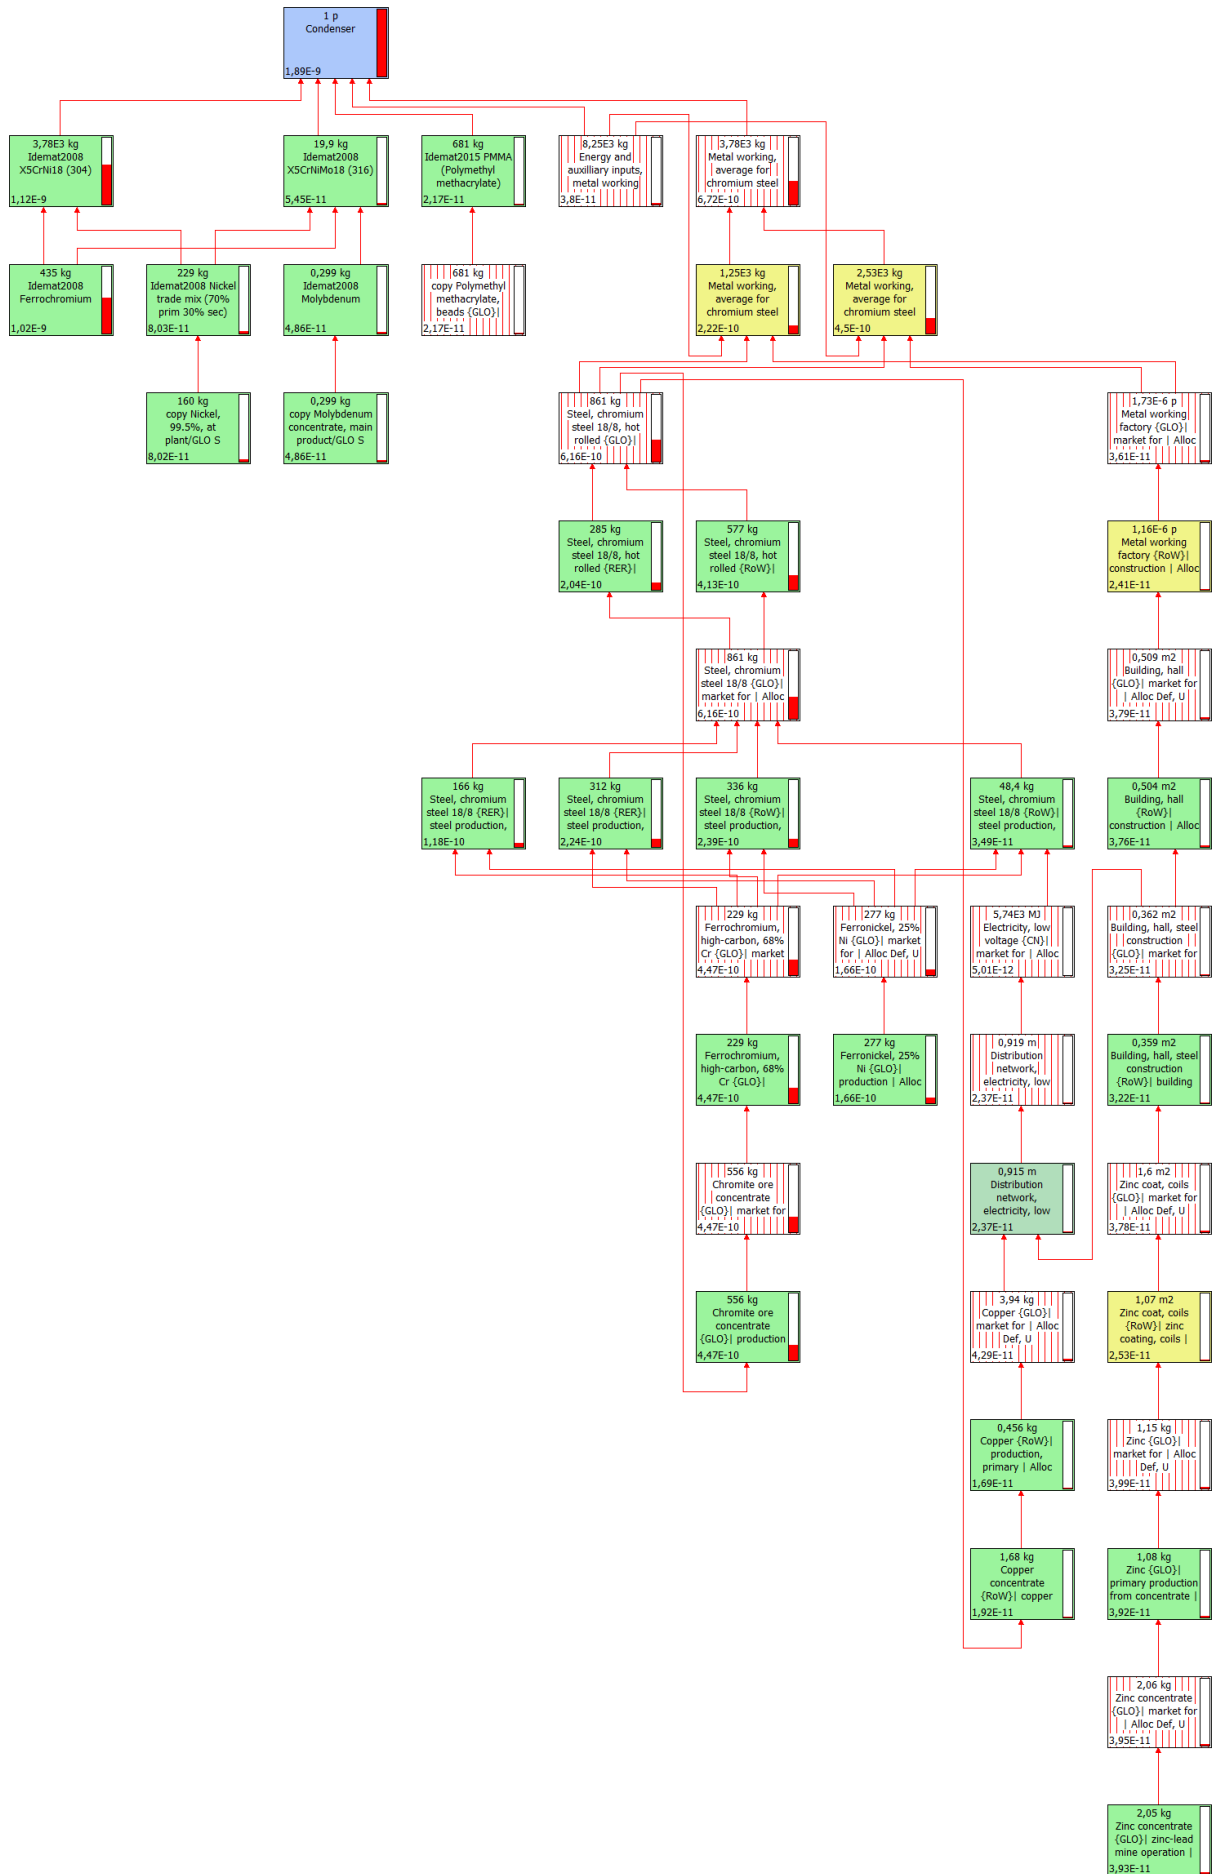 1 p
Condenser
1,89E-9
3,78E3 kg
Idemat2008
X5CrNi18 (304)
1,12E-9
19,9 kg
Idemat2008
X5CrNiMo18 (316)
5,45E-11
681 kg
Idemat2015 PMMA
(Polymethyl
methacrylate)
2,17E-11
8,25E3 kg
Energy and
auxilliary inputs,
metal working
3,8E-11
3,78E3 kg
Metal working,
average for
chromium steel
6,72E-10
435 kg
Idemat2008
Ferrochromium
1,02E-9
229 kg
Idemat2008 Nickel
trade mix (70%
prim 30% sec)
8,03E-11
0,299 kg
Idemat2008
Molybdenum
4,86E-11
681 kg
copy Polymethyl
methacrylate,
beads {GLO}|
2,17E-11
1,25E3 kg
Metal working,
average for
chromium steel
2,22E-10
2,53E3 kg
Metal working,
average for
chromium steel
4,5E-10
160 kg
copy Nickel,
99.5%, at
plant/GLO S
8,02E-11
0,299 kg
copy Molybdenum
concentrate, main
product/GLO S
4,86E-11
861 kg
Steel, chromium
steel 18/8, hot
rolled {GLO}|
6,16E-10
1,73E-6 p
Metal working
factory {GLO}|
market for | Alloc
3,61E-11
285 kg
Steel, chromium
steel 18/8, hot
rolled {RER}|
2,04E-10
577 kg
Steel, chromium
steel 18/8, hot
rolled {RoW}|
4,13E-10
1,16E-6 p
Metal working
factory {RoW}|
construction | Alloc
2,41E-11
861 kg
Steel, chromium
steel 18/8 {GLO}|
market for | Alloc
6,16E-10
0,509 m2
Building, hall
{GLO}| market for
| Alloc Def, U
3,79E-11
166 kg
Steel, chromium
steel 18/8 {RER}|
steel production,
1,18E-10
312 kg
Steel, chromium
steel 18/8 {RER}|
steel production,
2,24E-10
336 kg
Steel, chromium
steel 18/8 {RoW}|
steel production,
2,39E-10
48,4 kg
Steel, chromium
steel 18/8 {RoW}|
steel production,
3,49E-11
0,504 m2
Building, hall
{RoW}|
construction | Alloc
3,76E-11
229 kg
Ferrochromium,
high-carbon, 68%
Cr {GLO}| market
4,47E-10
277 kg
Ferronickel, 25%
Ni {GLO}| market
for | Alloc Def, U
1,66E-10
5,74E3 MJ
Electricity, low
voltage {CN}|
market for | Alloc
5,01E-12
0,362 m2
Building, hall, steel
construction
{GLO}| market for
3,25E-11
229 kg
Ferrochromium,
high-carbon, 68%
Cr {GLO}|
4,47E-10
277 kg
Ferronickel, 25%
Ni {GLO}|
production | Alloc
1,66E-10
0,919 m
Distribution
network,
electricity, low
2,37E-11
0,359 m2
Building, hall, steel
construction
{RoW}| building
3,22E-11
556 kg
Chromite ore
concentrate
{GLO}| market for
4,47E-10
0,915 m
Distribution
network,
electricity, low
2,37E-11
1,6 m2
Zinc coat, coils
{GLO}| market for
| Alloc Def, U
3,78E-11
556 kg
Chromite ore
concentrate
{GLO}| production
4,47E-10
3,94 kg
Copper {GLO}|
market for | Alloc
Def, U
4,29E-11
1,07 m2
Zinc coat, coils
{RoW}| zinc
coating, coils |
2,53E-11
0,456 kg
Copper {RoW}|
production,
primary | Alloc
1,69E-11
1,15 kg
Zinc {GLO}|
market for | Alloc
Def, U
3,99E-11
1,68 kg
Copper
concentrate
{RoW}| copper
1,92E-11
1,08 kg
Zinc {GLO}|
primary production
from concentrate |
3,92E-11
2,06 kg
Zinc concentrate
{GLO}| market for
| Alloc Def, U
3,95E-11
2,05 kg
Zinc concentrate
{GLO}| zinc-lead
mine operation |
3,93E-11